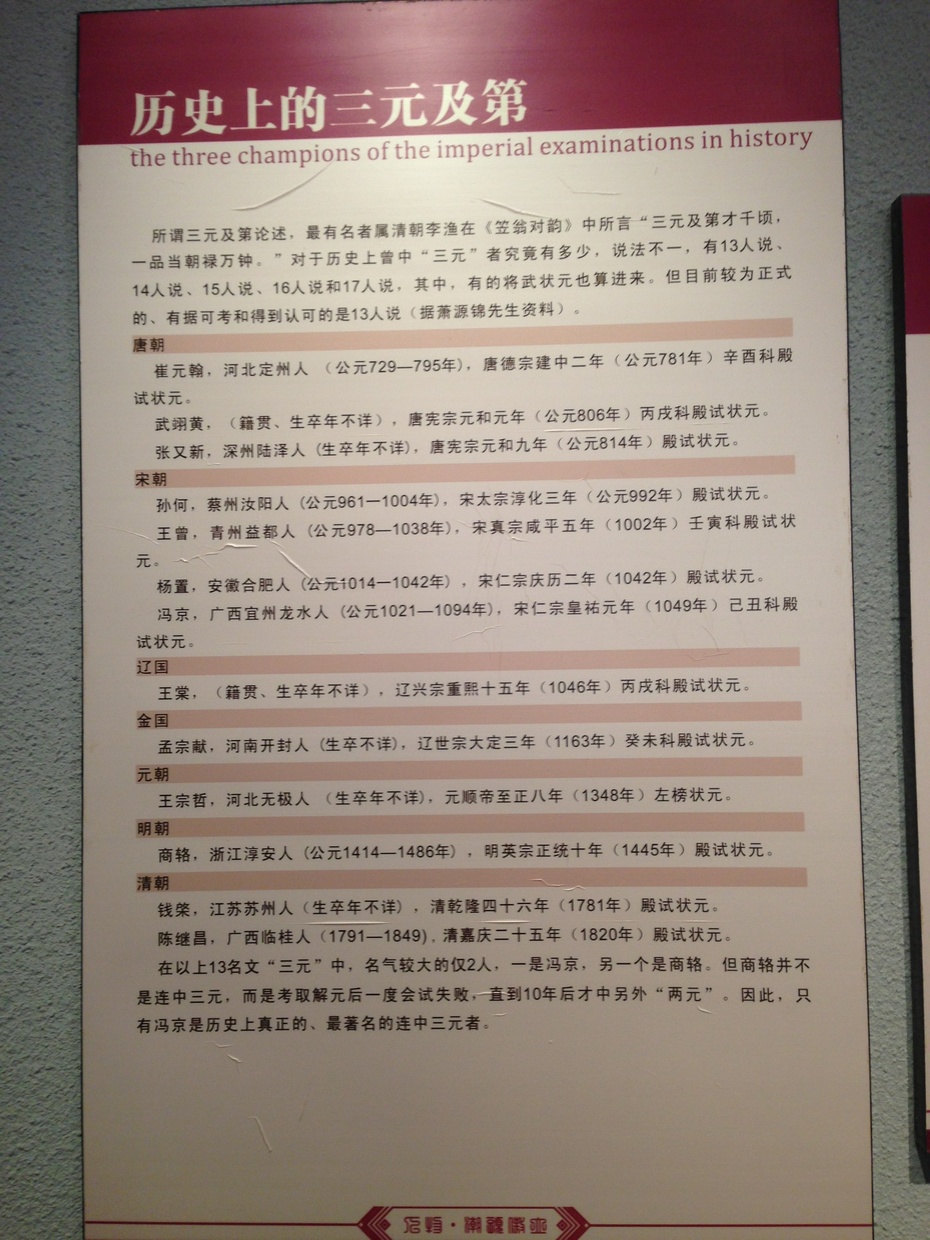 历史上的三元及第
the three champions of the imperial examinations in history
所谓三元及第论述，最有名者属清朝李渔在《笠翁对韵》中所言“三元及第才千顷，
一品当朝禄万钟。”对于历史上曾中“三元”者究竟有多少，说法不一，有13人说、
14人说、15人说、16人说和17人说，其中，有的将武状元也算进来。但目前较为正式
的、有据可考和得到认可的是13人说（据萧源锦先生资料）。
唐朝
崔元翰，河北定州人 （公元729—795年），唐德宗建中二年（公元781年）辛酉科殿
试状元。
武翊黄，（籍贯、生卒年不详），唐宪宗元和元年（公元806年）丙戌科殿试状元。
张又新，深州陆泽人（生卒年不详），唐宪宗元和九年（公元814年）殿试状元。
宋朝
孙何，蔡州汝阳人（公元961—1004年），宋太宗淳化三年（公元992年）殿试状元。
王曾，青州益都人（公元978—1038年），宋真宗咸平五年（1002年）壬寅科殿试状
元。
杨置，安徽合肥人（公元1014—1042年），宋仁宗庆历二年（1042年）殿试状元。
冯京，广西宜州龙水人（公元1021—1094年），宋仁宗皇祐元年（1049年）己丑科殿
试状元。
辽国
王棠，（籍贯、生卒年不详），辽兴宗重熙十五年（1046年）丙戌科殿试状元。
金国
孟宗献，河南开封人（生卒不详），辽世宗大定三年（1163年）癸未科殿试状元。
元朝
王宗哲，河北无极人 （生卒年不详），元顺帝至正八年（1348年）左榜状元。
明朝
商辂，浙江淳安人（公元1414—1486年），明英宗正统十年（1445年）殿试状元。
清朝
钱棨，江苏苏州人（生卒年不详），清乾隆四十六年（1781年）殿试状元。
陈继昌，广西临桂人（1791—1849），清嘉庆二十五年（1820年）殿试状元。
在以上13名文“三元”中，名气较大的仅2人，一是冯京，另一个是商辂。但商辂并不
是连中三元，而是考取解元后一度会试失败，直到10年后才中另外“两元”。因此，只
有冯京是历史上真正的、最著名的连中三元者。